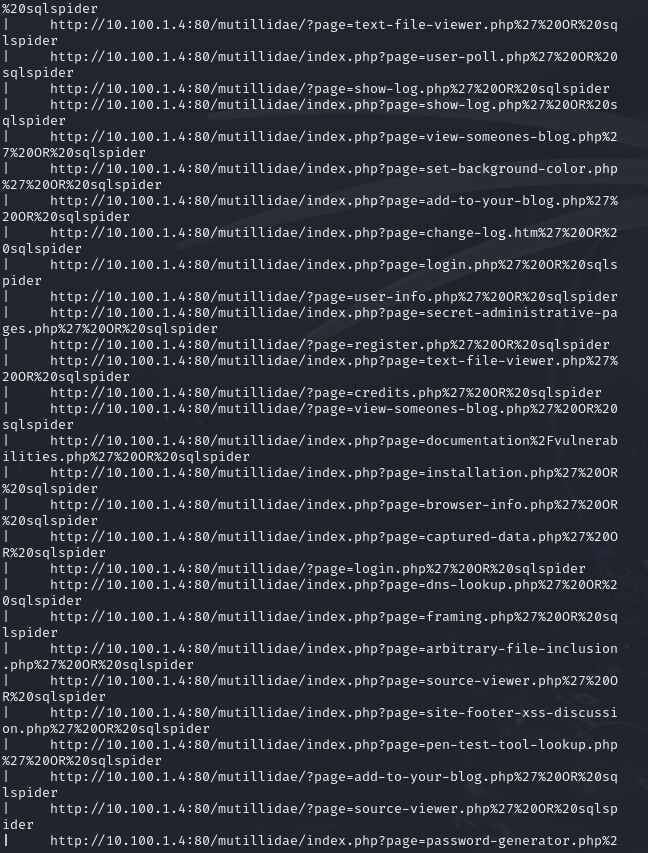 %20sqlspider
|     http://10.100.1.4:80/mutillidae/?page=text-file-viewer.php%27%20OR%20sq
lspider
|     http://10.100.1.4:80/mutillidae/index.php?page=user-poll.php%27%20OR%20
sqlspider
|     http://10.100.1.4:80/mutillidae/?page=show-log.php%27%20OR%20sqlspider
|     http://10.100.1.4:80/mutillidae/index.php?page=show-log.php%27%20OR%20s
qlspider
|     http://10.100.1.4:80/mutillidae/index.php?page=view-someones-blog.php%2
7%20OR%20sqlspider
|     http://10.100.1.4:80/mutillidae/index.php?page=set-background-color.php
%27%20OR%20sqlspider
|     http://10.100.1.4:80/mutillidae/index.php?page=add-to-your-blog.php%27%
20OR%20sqlspider
|     http://10.100.1.4:80/mutillidae/index.php?page=change-log.htm%27%20OR%2
0sqlspider
|     http://10.100.1.4:80/mutillidae/index.php?page=login.php%27%20OR%20sqls
pider
|     http://10.100.1.4:80/mutillidae/?page=user-info.php%27%20OR%20sqlspider
|     http://10.100.1.4:80/mutillidae/index.php?page=secret-administrative-pa
ges.php%27%20OR%20sqlspider
|     http://10.100.1.4:80/mutillidae/?page=register.php%27%20OR%20sqlspider
|     http://10.100.1.4:80/mutillidae/index.php?page=text-file-viewer.php%27%
20OR%20sqlspider
|     http://10.100.1.4:80/mutillidae/?page=credits.php%27%20OR%20sqlspider
|     http://10.100.1.4:80/mutillidae/?page=view-someones-blog.php%27%20OR%20
sqlspider
|     http://10.100.1.4:80/mutillidae/index.php?page=documentation%2Fvulnerab
ilities.php%27%20OR%20sqlspider
|     http://10.100.1.4:80/mutillidae/index.php?page=installation.php%27%20OR
%20sqlspider
|     http://10.100.1.4:80/mutillidae/index.php?page=browser-info.php%27%20OR
%20sqlspider
|     http://10.100.1.4:80/mutillidae/index.php?page=captured-data.php%27%20O
R%20sqlspider
|     http://10.100.1.4:80/mutillidae/?page=login.php%27%20OR%20sqlspider
|     http://10.100.1.4:80/mutillidae/index.php?page=dns-lookup.php%27%20OR%2
0sqlspider
|     http://10.100.1.4:80/mutillidae/index.php?page=framing.php%27%20OR%20sq
lspider
|     http://10.100.1.4:80/mutillidae/index.php?page=arbitrary-file-inclusion
.php%27%20OR%20sqlspider
|     http://10.100.1.4:80/mutillidae/index.php?page=source-viewer.php%27%20O
R%20sqlspider
|     http://10.100.1.4:80/mutillidae/index.php?page=site-footer-xss-discussi
on.php%27%20OR%20sqlspider
|     http://10.100.1.4:80/mutillidae/index.php?page=pen-test-tool-lookup.php
%27%20OR%20sqlspider
|     http://10.100.1.4:80/mutillidae/?page=add-to-your-blog.php%27%20OR%20sq
lspider
|     http://10.100.1.4:80/mutillidae/?page=source-viewer.php%27%20OR%20sqlsp
ider
|     http://10.100.1.4:80/mutillidae/index.php?page=password-generator.php%2